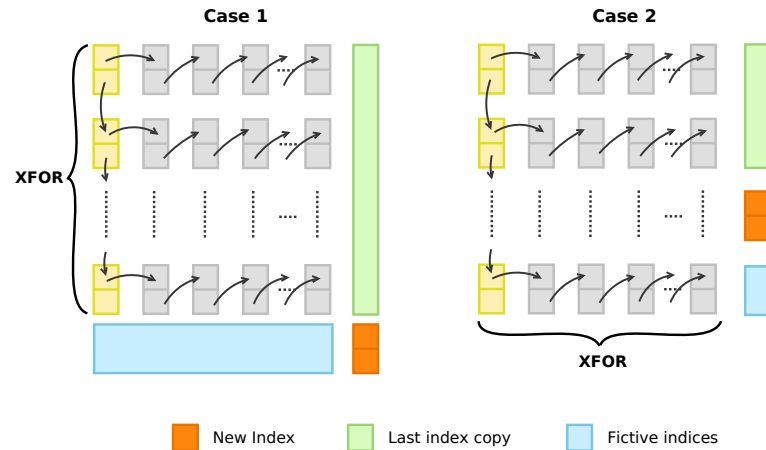 Case 1
Case 2
XFOR
XFOR
New Index
Last index copy
Fictive indices